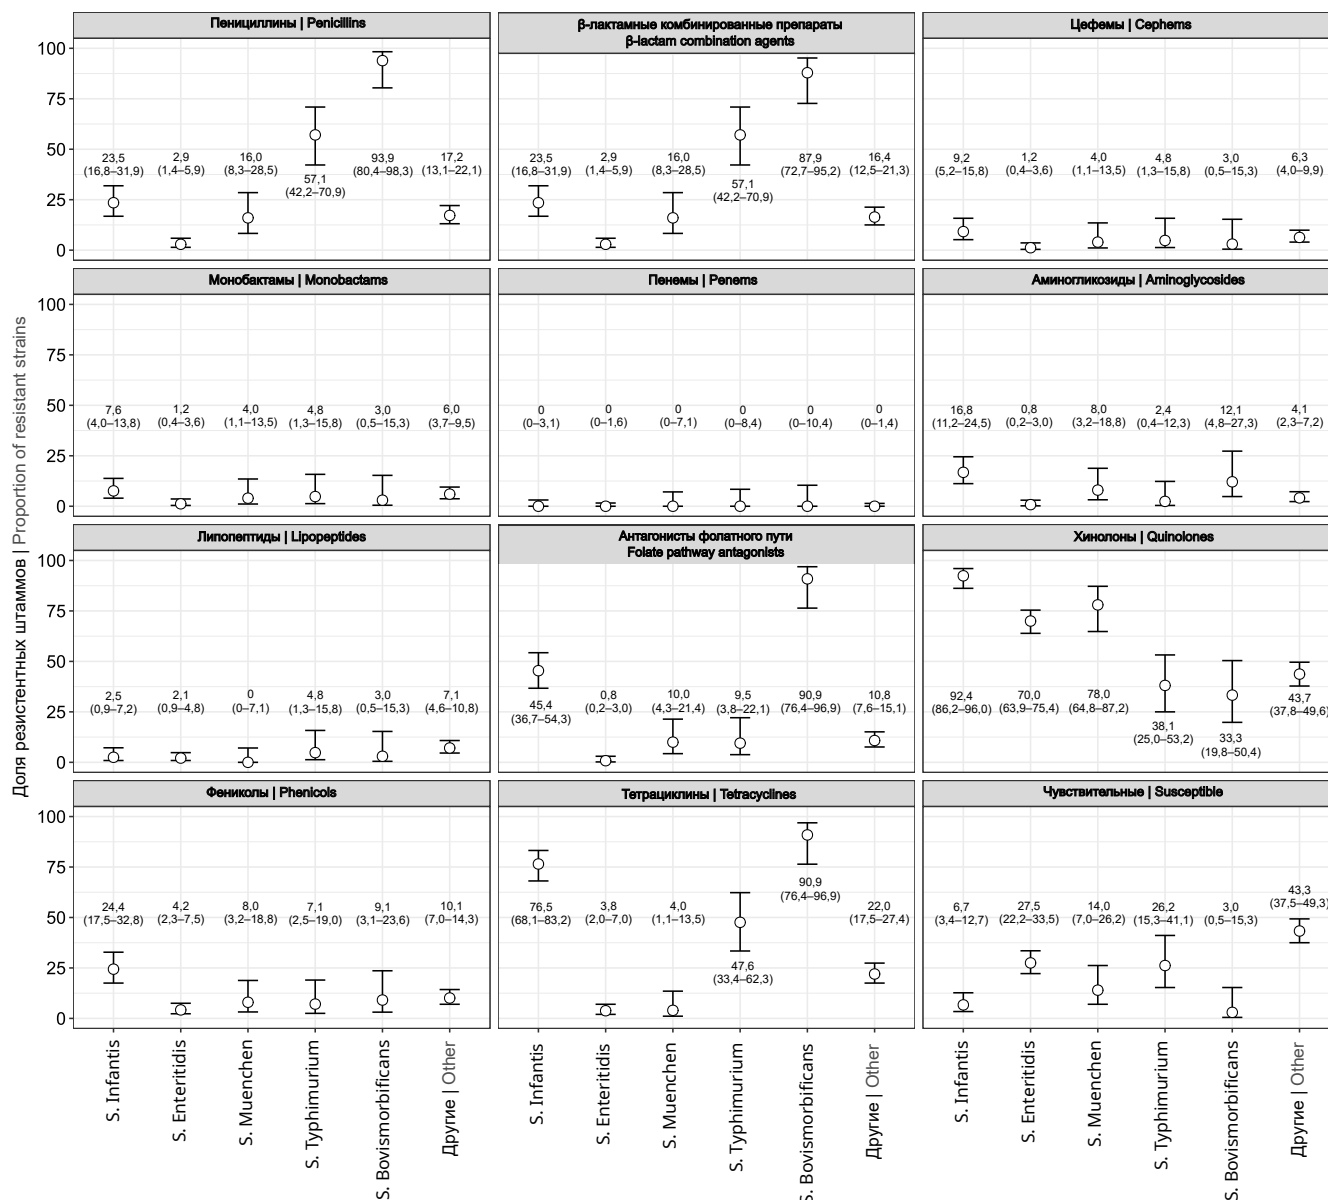 Пенициллины | Penicillins
β-лактамные комбинированные препараты
β-lactam combination agents
Цефемы | Cephems
100
75
50
25
0
23,5 2,9 16,0 93,9 17,2
(16,8–31,9) (1,4–5,9) (8,3–28,5) (80,4–98,3) (13,1–22,1)
57,1
(42,2–70,9)
23,5 2,9 16,0 87,9 16,4
(16,8–31,9) (1,4–5,9) (8,3–28,5) (72,7–95,2) (12,5–21,3)
57,1
(42,2–70,9)
9,2 1,2 4,0 4,8 3,0 6,3
(5,2–15,8) (0,4–3,6) (1,1–13,5) (1,3–15,8) (0,5–15,3) (4,0–9,9)
Монобактамы | Monobactams
Пенемы | Penems
Аминогликозиды | Aminoglycosides
100
75
50
25
0
7,6 1,2 4,0 4,8 3,0 6,0
(4,0–13,8) (0,4–3,6) (1,1–13,5) (1,3–15,8) (0,5–15,3) (3,7–9,5)
0 0 0 0 0 0
(0–3,1) (0–1,6) (0–7,1) (0–8,4) (0–10,4) (0–1,4)
16,8 0,8 8,0 2,4 12,1 4,1
(11,2–24,5) (0,2–3,0) (3,2–18,8) (0,4–12,3) (4,8–27,3) (2,3–7,2)
Доля резистентных штаммов | Proportion of resistant strains
Липопептиды | Lipopeptides
Антагонисты фолатного пути
Folate pathway antagonists
Хинолоны | Quinolones
100
75
50
25
0
2,5 2,1 0 4,8 3,0 7,1
(0,9–7,2) (0,9–4,8) (0–7,1) (1,3–15,8) (0,5–15,3) (4,6–10,8)
0,8 10,0 9,5 90,9 10,8
(0,2–3,0) (4,3–21,4) (3,8–22,1) (76,4–96,9) (7,6–15,1)
45,4
(36,7–54,3)
92,4 70,0 78,0 43,7
(86,2–96,0) (63,9–75,4) (64,8–87,2) (37,8–49,6)
38,1
(25,0–53,2)
33,3
(19,8–50,4)
Фениколы | Phenicols
Тетрациклины | Tetracyclines
Чувствительные | Susceptible
100
75
50
25
0
24,4 4,2 8,0 7,1 9,1 10,1
(17,5–32,8) (2,3–7,5) (3,2–18,8) (2,5–19,0) (3,1–23,6) (7,0–14,3)
90,9
(76,4–96,9)
76,5 3,8 4,0 22,0
(68,1–83,2) (2,0–7,0) (1,1–13,5) (17,5–27,4)
47,6
(33,4–62,3)
43,3
(37,5–49,3)
6,7 27,5 14,0 26,2 3,0
(3,4–12,7) (22,2–33,5) (7,0–26,2) (15,3–41,1) (0,5–15,3)
S. Infantis
S. Enteritidis
S. Muenchen
S. Typhimurium
S. Bovismorbificans
Другие | Other
S. Infantis
S. Enteritidis
S. Muenchen
S. Typhimurium
S. Bovismorbificans
Другие | Other
S. Infantis
S. Enteritidis
S. Muenchen
S. Typhimurium
S. Bovismorbificans
Другие | Other